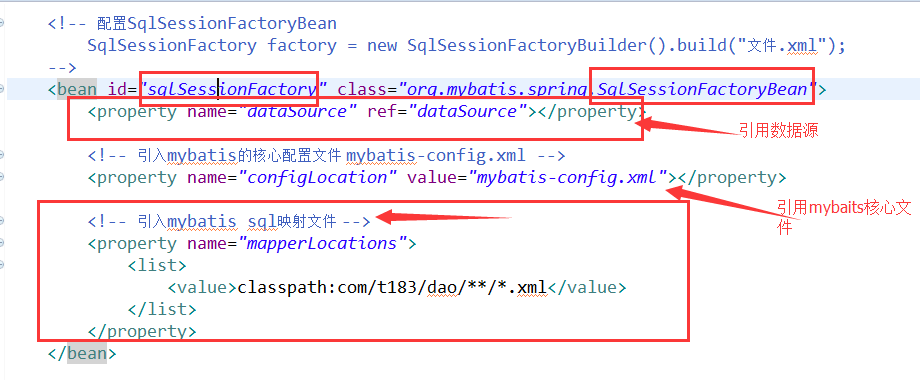 <!-- 配置SqlSessionFactoryBean
SqlSessionFactory factory = new SqlSessionFactoryBuilder().build("文件.xml");
-->
<bean id="sqlSessionFactory" class="org.mybatis.spring.SqlSessionFactoryBean">
<property name="dataSource" ref="dataSource"></property>
引用数据源
<!-- 引入mybatis的核心配置文件 mybatis-config.xml -->
<property name="configLocation" value="mybatis-config.xml"></property>
引用mybaits核心文
件
<!-- 引入mybatis sql映射文件 -->
<property name="mapperLocations">
<list>
<value>classpath:com/t183/dao/**/*.xml</value>
</list>
</property>
</bean>